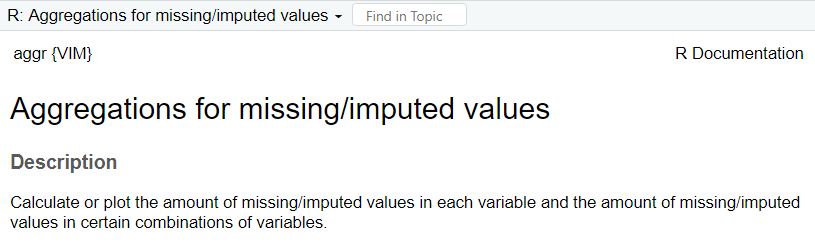 R: Aggregations for missing/imputed values Find in Topic
aggr {VIM} R Documentation
Aggregations for missing/imputed values
Description
Calculate or plot the amount of missing/imputed values in each variable and the amount of missing/imputed
values in certain combinations of variables.